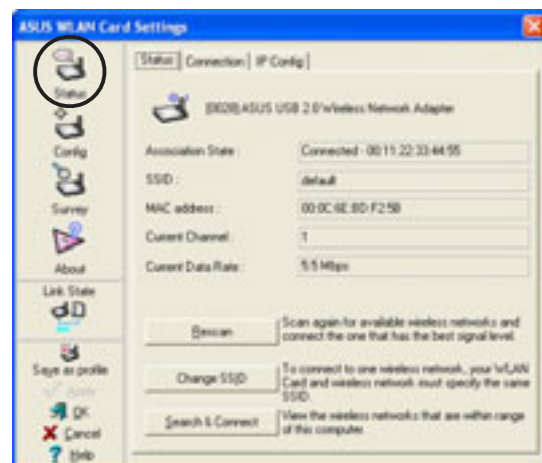 ASUS WLAN Card Settings
Status
Config
Survey
About
Link State
Save as profile
Apply
OK
Cancel
Help
Status Connection IP Config
[0028] ASUS USB 2.0 Wireless Network Adapter
Association State : Connected - 00:11:22:33:44:55
SSID : default
MAC address : 00:0C:6E:BD:F2:5B
Current Channel : 1
Current Data Rate : 5.5 Mbps
Rescan
Scan again for available wireless networks and
connect the one that has the best signal level.
Change SSID
To connect to one wireless network, your WLAN
Card and wireless network must specify the same
SSID.
Search & Connect
View the wireless networks that are within range
of this computer.